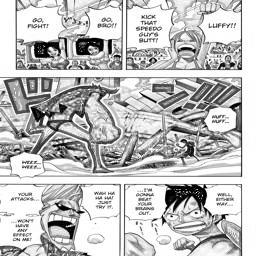 LUFFY!!
KICK
THAT
SPEEDO
GUY'S
BUTT!
GO,
BRO!!
GO,
FIGHT!
HUFF...
HUFF...
WEEZ...
WEEZ...
WELL,
EITHER
WAY...
...I'M
GONNA
BEAT
YOUR
BRAINS
OUT.
WAH HA
HA HA!
JUST
TRY IT.
YOUR
ATTACKS...
...WON'T
HAVE
ANY
EFFECT
ON ME!